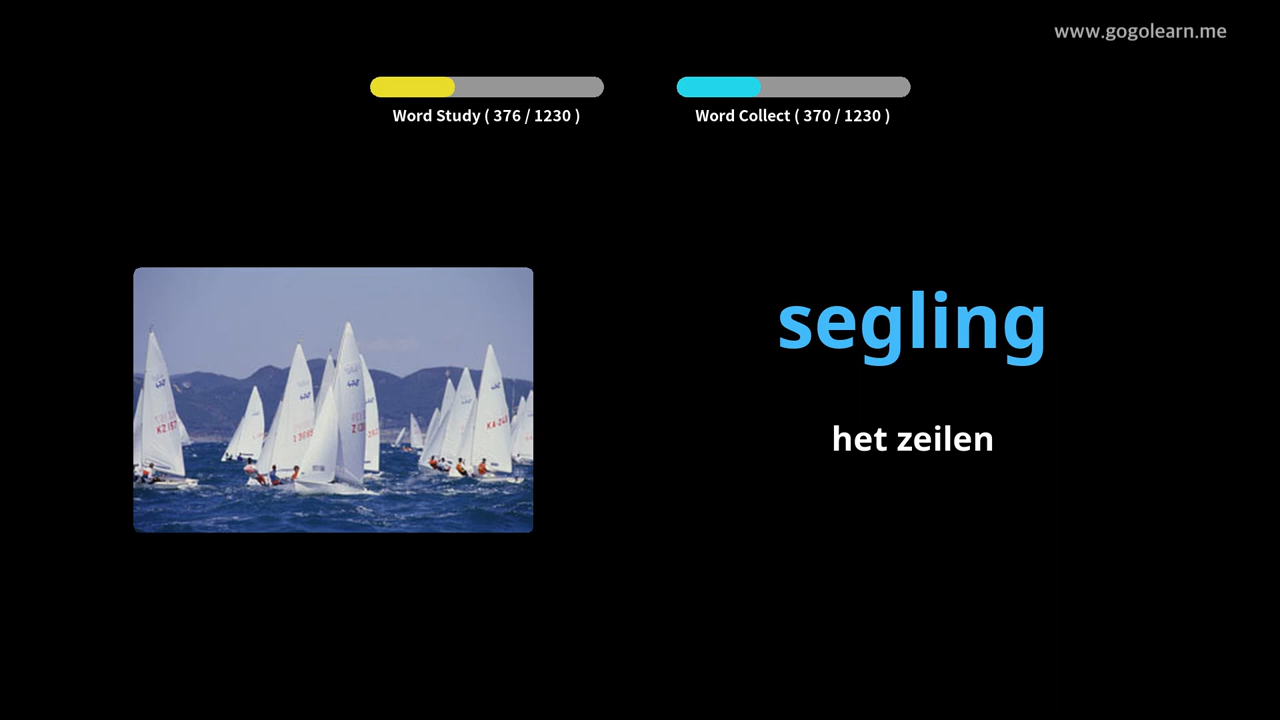 www.gogolearn.me
Word Study ( 376 / 1230 )
Word Collect ( 370 / 1230 )
segling
het zeilen